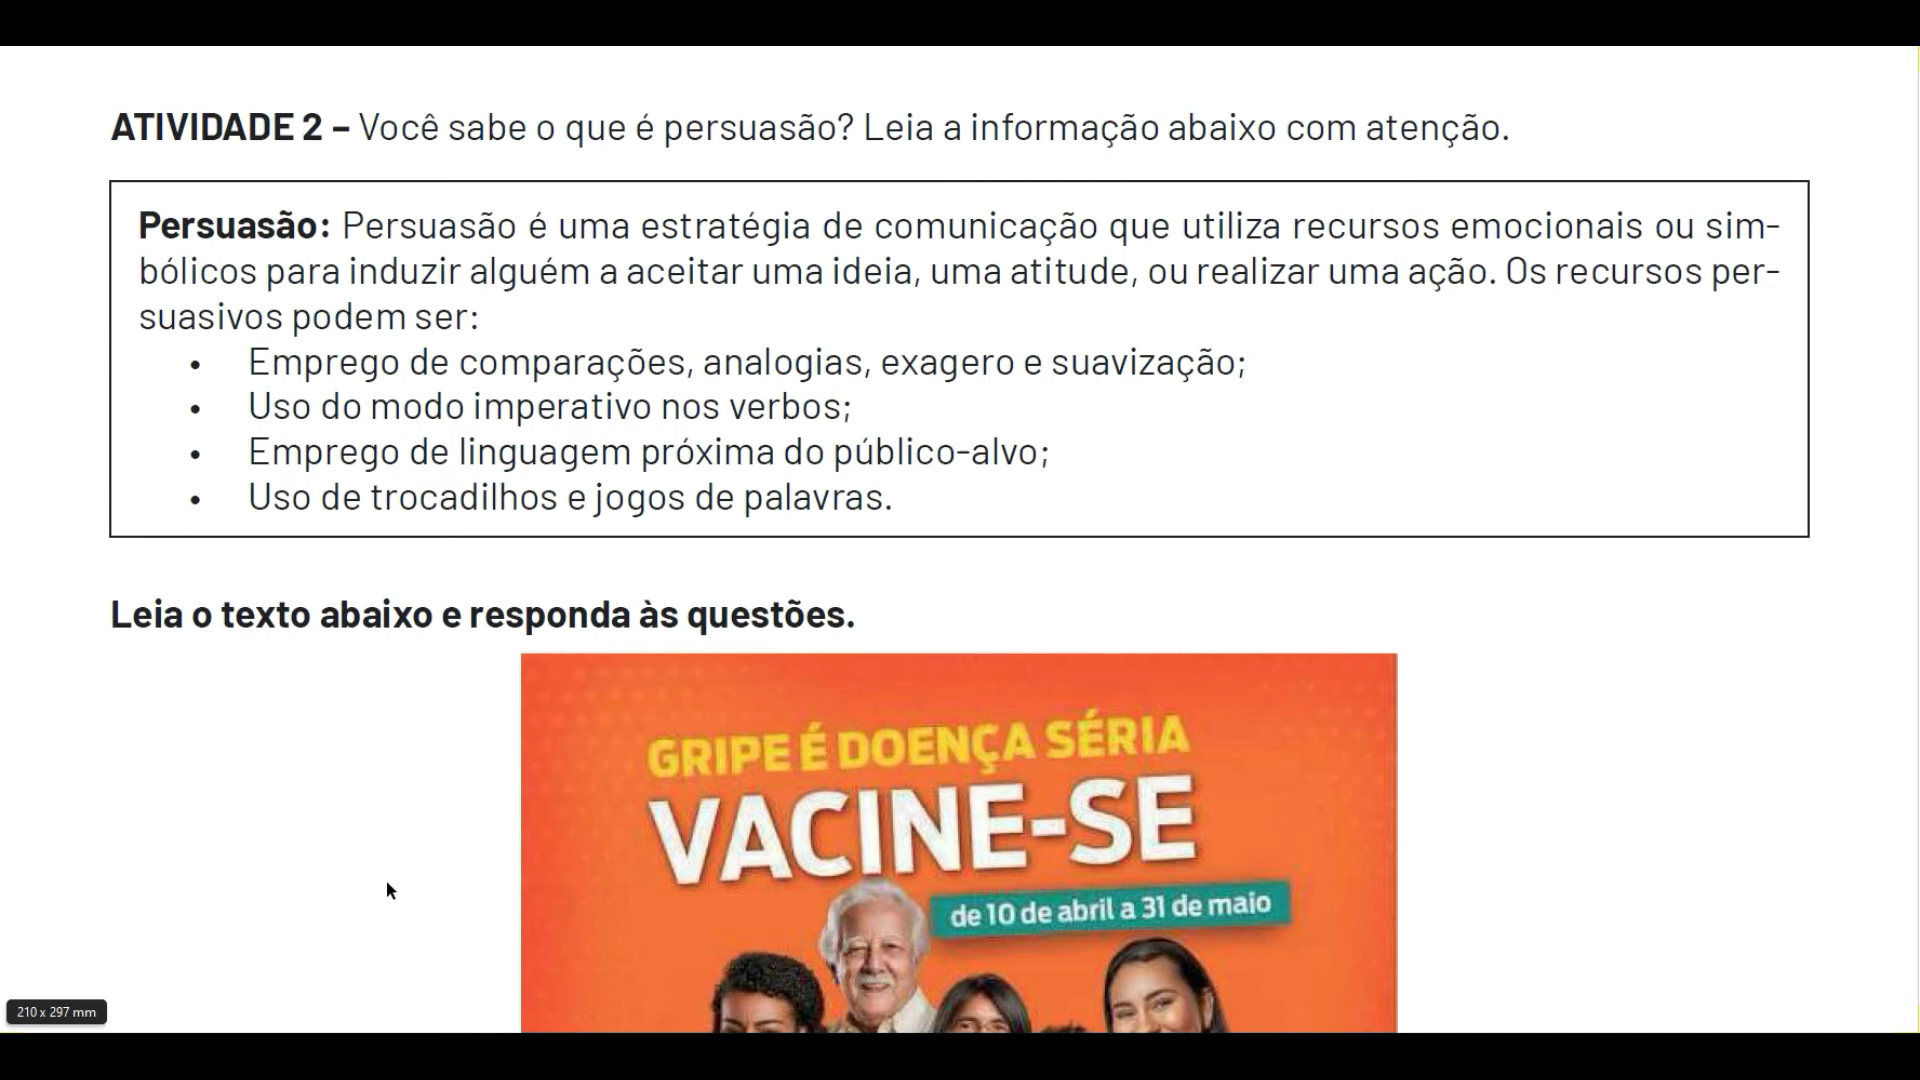 ATIVIDADE 2 – Você sabe o que é persuasão? Leia a informação abaixo com atenção.
Persuasão: Persuasão é uma estratégia de comunicação que utiliza recursos emocionais ou sim-
bólicos para induzir alguém a aceitar uma ideia, uma atitude, ou realizar uma ação. Os recursos per-
suasivos podem ser:
• Emprego de comparações, analogias, exagero e suavização;
• Uso do modo imperativo nos verbos;
• Emprego de linguagem próxima do público-alvo;
• Uso de trocadilhos e jogos de palavras.
Leia o texto abaixo e responda às questões.
GRIPE É DOENÇA SÉRIA
VACINE-SE
de 10 de abril a 31 de maio
210 x 297 mm